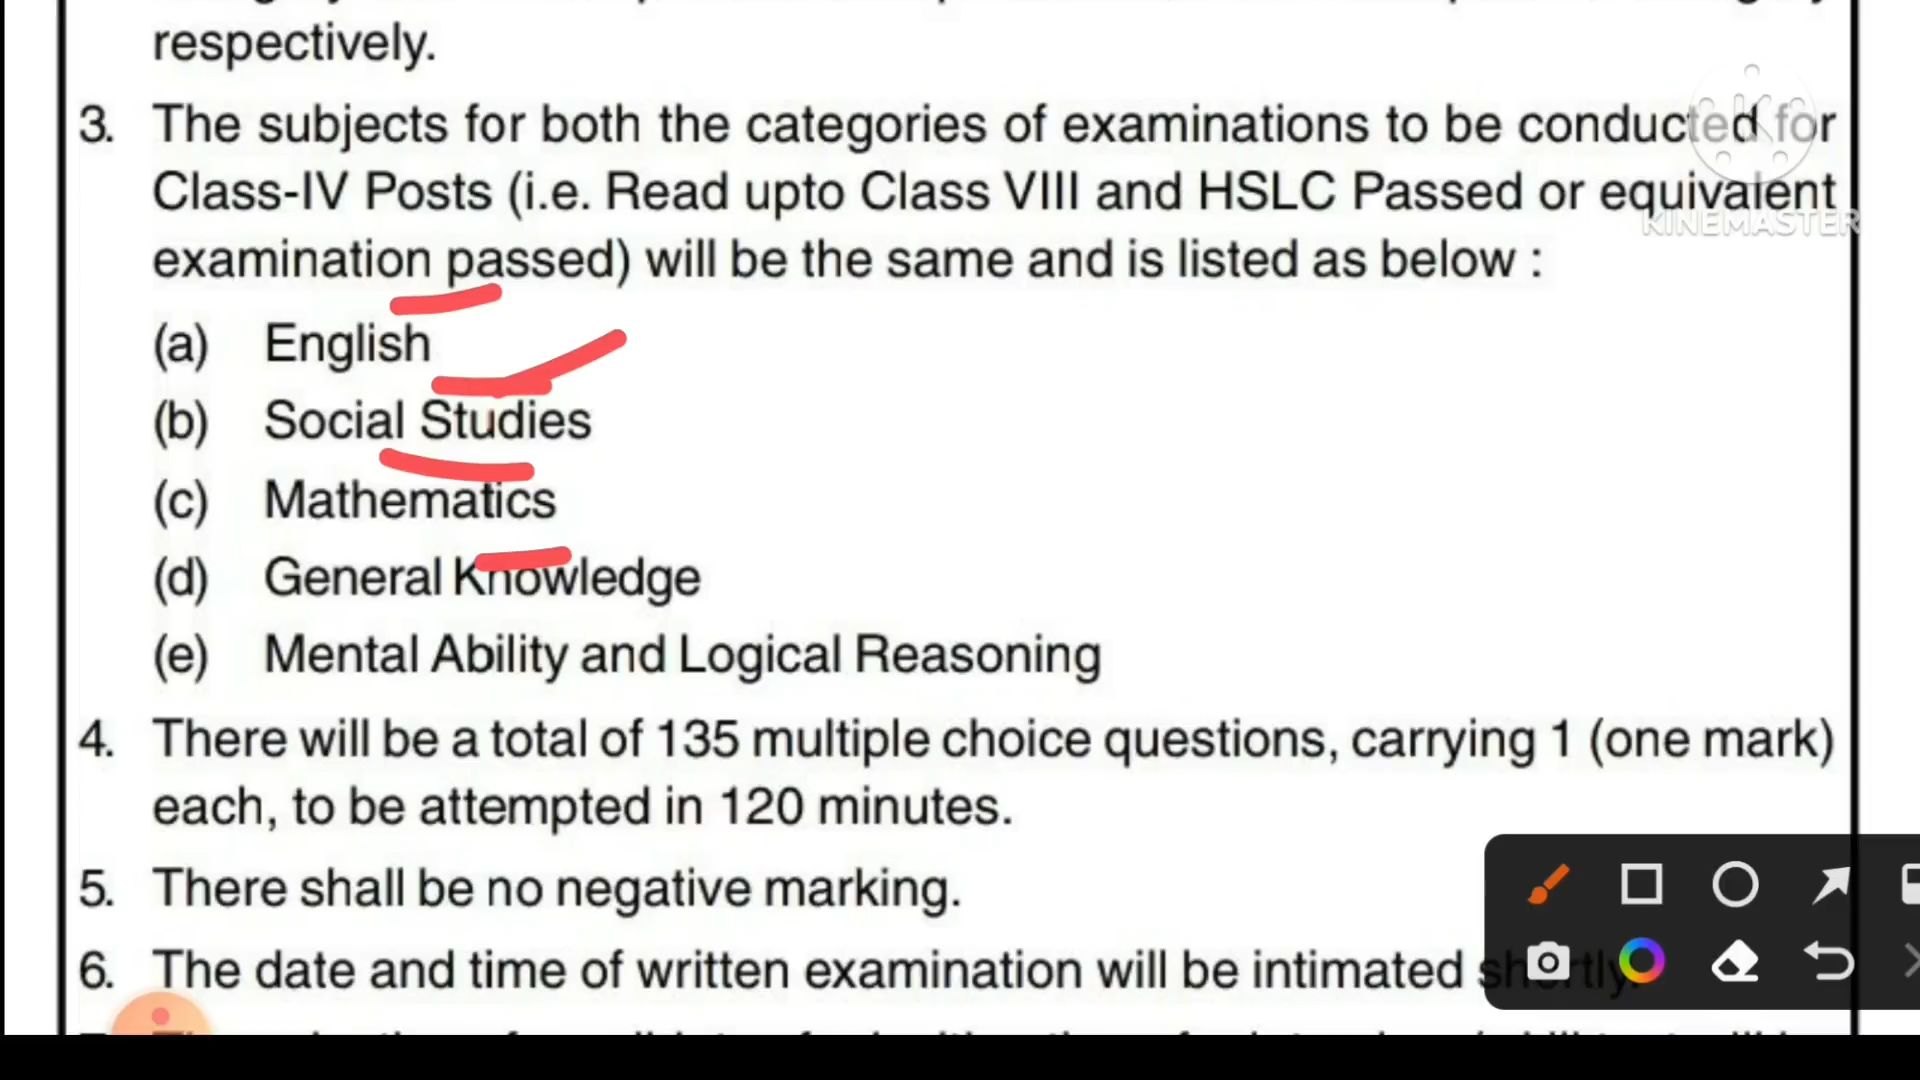 respectively.
3. The subjects for both the categories of examinations to be conducted for
Class-IV Posts (i.e. Read upto Class VIII and HSLC Passed or equivalent
KINEMASTER
examination passed) will be the same and is listed as below :
(a) English
(b) Social Studies
(c) Mathematics
(d) General Knowledge
(e) Mental Ability and Logical Reasoning
4. There will be a total of 135 multiple choice questions, carrying 1 (one mark)
each, to be attempted in 120 minutes.
5. There shall be no negative marking.
6. The date and time of written examination will be intimated shortly.